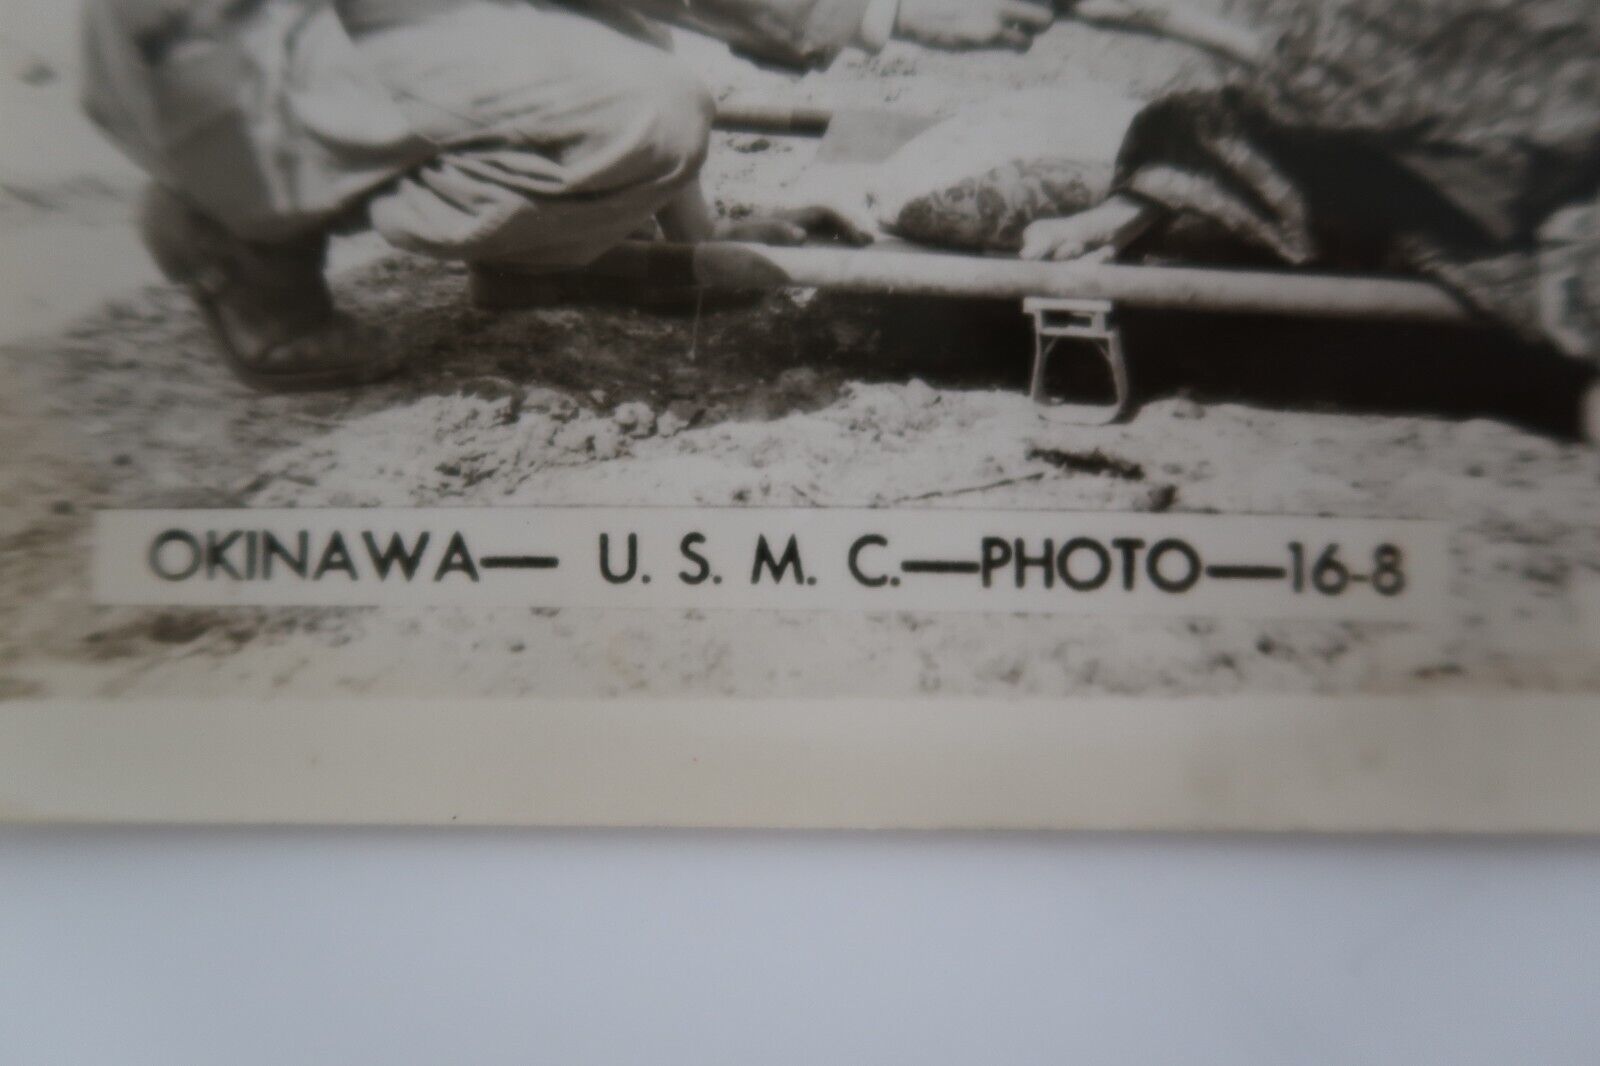 OKINAWA— U. S. M. C.—PHOTO—16-8